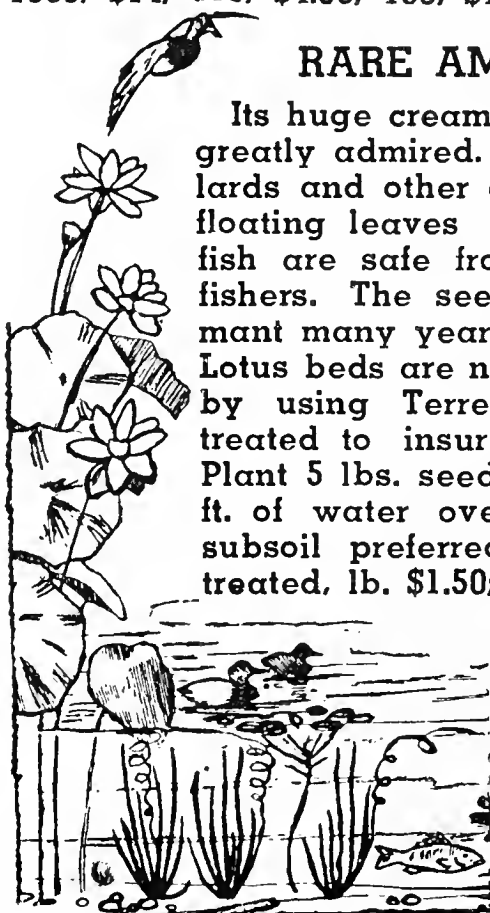 RARE AM
Its huge cream
greatly admired.
lards and other
floating leaves
fish are safe fro
fishers. The see
mant many year
Lotus beds are n
by using Terre
treated to insur
Plant 5 lbs. seed
ft. of water ove
subsoil preferred
treated, lb. $1.50;